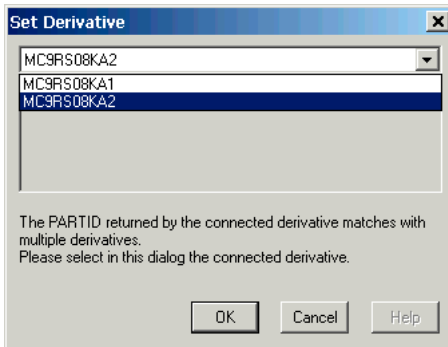 Set Derivative
MC9RS08KA2
MC9RS08KA1
MC9RS08KA2
The PARTID returned by the connected derivative matches with
multiple derivatives.
Please select in this dialog the connected derivative.
OK Cancel Help